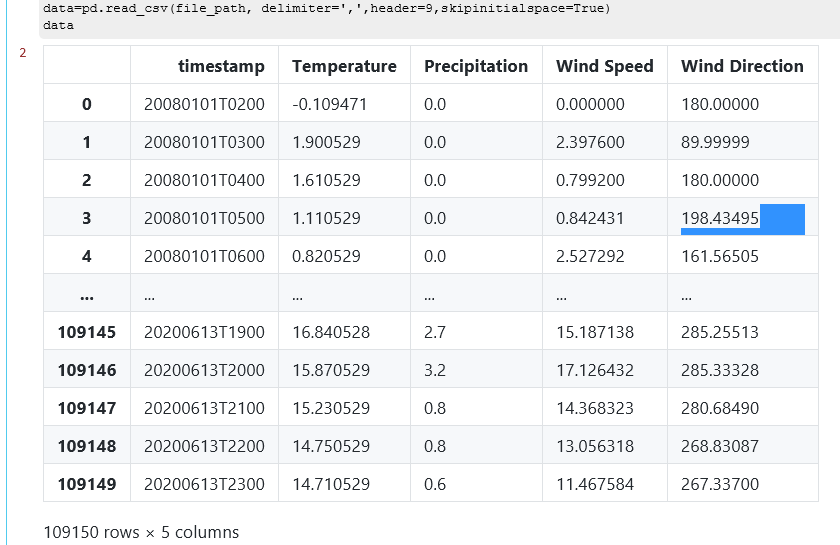 data=pd.read_csv(file_path, delimiter=',',header=9,skipinitialspace=True)
data
2
timestamp Temperature Precipitation Wind Speed Wind Direction
0 20080101T0200 -0.109471 0.0 0.000000 180.00000
1 20080101T0300 1.900529 0.0 2.397600 89.99999
2 20080101T0400 1.610529 0.0 0.799200 180.00000
3 20080101T0500 1.110529 0.0 0.842431 198.43495
4 20080101T0600 0.820529 0.0 2.527292 161.56505
... ... ... ... ... ...
109145 20200613T1900 16.840528 2.7 15.187138 285.25513
109146 20200613T2000 15.870529 3.2 17.126432 285.33328
109147 20200613T2100 15.230529 0.8 14.368323 280.68490
109148 20200613T2200 14.750529 0.8 13.056318 268.83087
109149 20200613T2300 14.710529 0.6 11.467584 267.33700
109150 rows × 5 columns